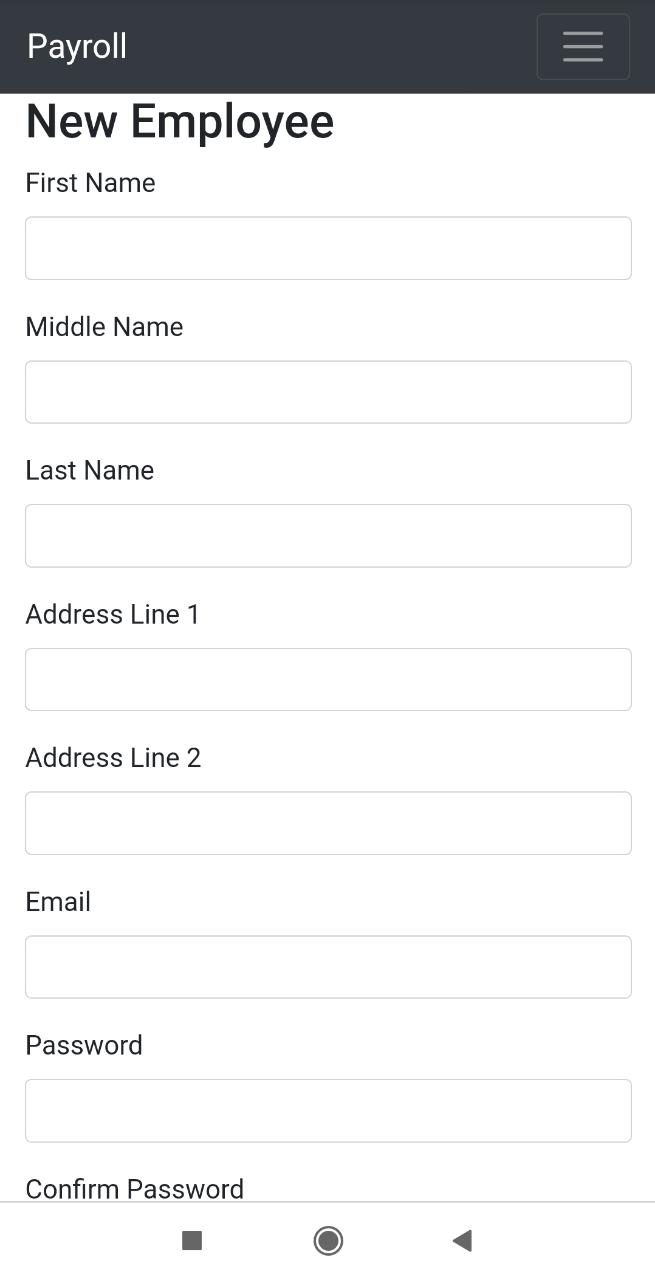 Payroll
New Employee
First Name
Middle Name
Last Name
Address Line 1
Address Line 2
Email
Password
Confirm Password